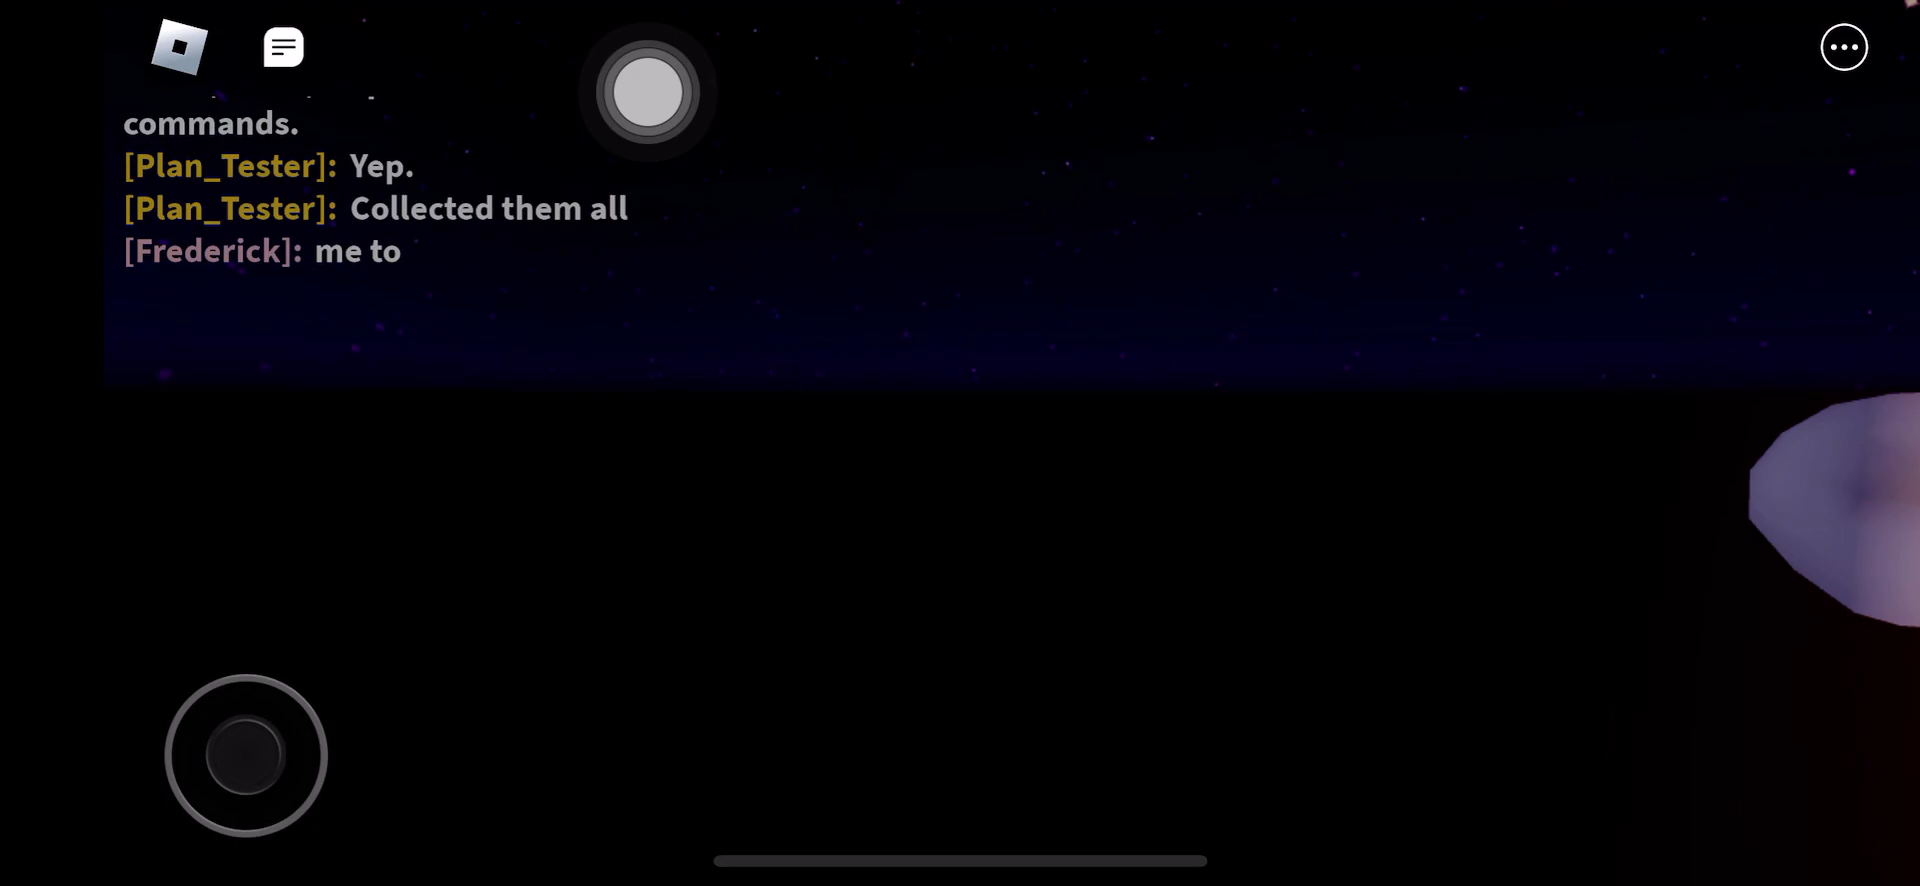 commands.
[Plan_Tester]: Yep.
[Plan_Tester]: Collected them all
[Frederick]: me to